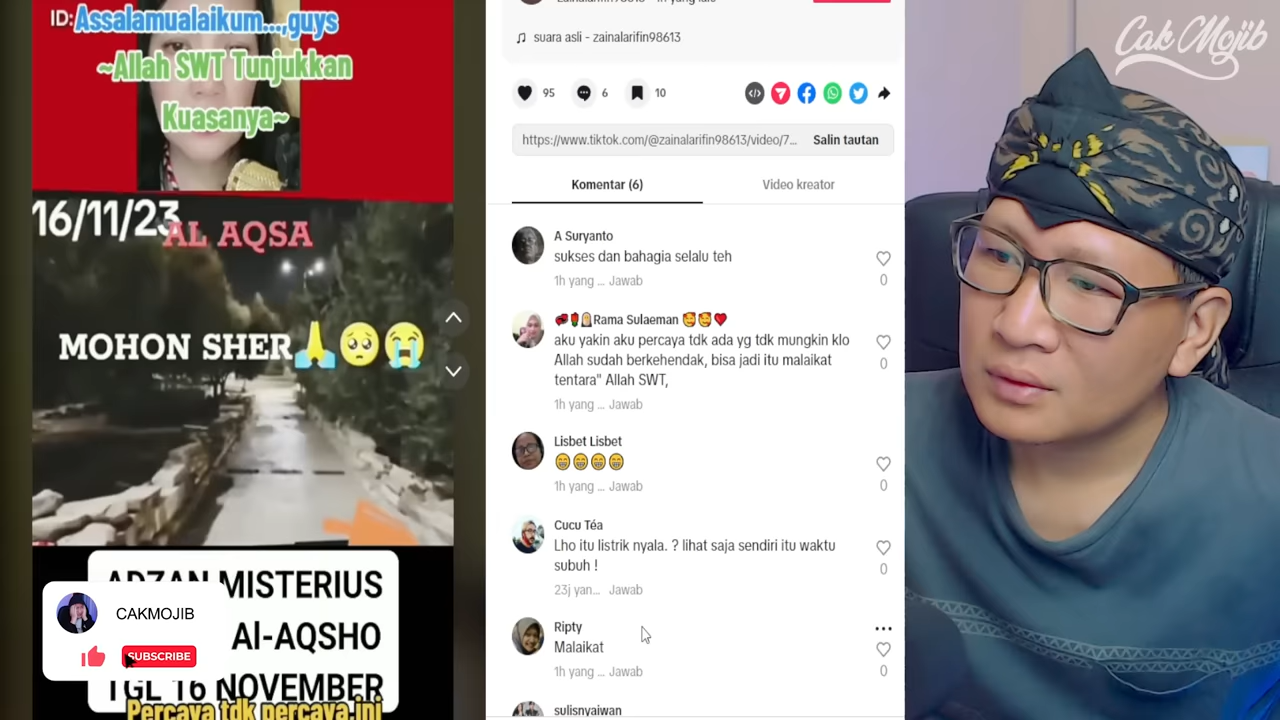 ID:Assalamualaikum...,guys
~Allah SWT Tunjukkan
Kuasanya~
16/11/23
AL AQSA
MOHON SHER🙏🥺😭
ADZAN MISTERIUS
Al-AQSHO
TGL 16 NOVEMBER
Percaya tdk percaya ini
CAKMOJIB
SUBSCRIBE
suara asli - zainalarifin98613
95
6
10
https://www.tiktok.com/@zainalarifin98613/video/7...
Salin tautan
Komentar (6)
Video kreator
A Suryanto
sukses dan bahagia selalu teh
1h yang ... Jawab
0
Rama Sulaeman 🥰🥰❤️
aku yakin aku percaya tdk ada yg tdk mungkin klo
Allah sudah berkehendak, bisa jadi itu malaikat
tentara" Allah SWT,
1h yang ... Jawab
0
Lisbet Lisbet
😁😁😁😁
1h yang ... Jawab
0
Cucu Téa
Lho itu listrik nyala. ? lihat saja sendiri itu waktu
subuh !
23j yan... Jawab
0
Ripty
Malaikat
1h yang ... Jawab
0
sulisnyaiwan
Cak Mojib